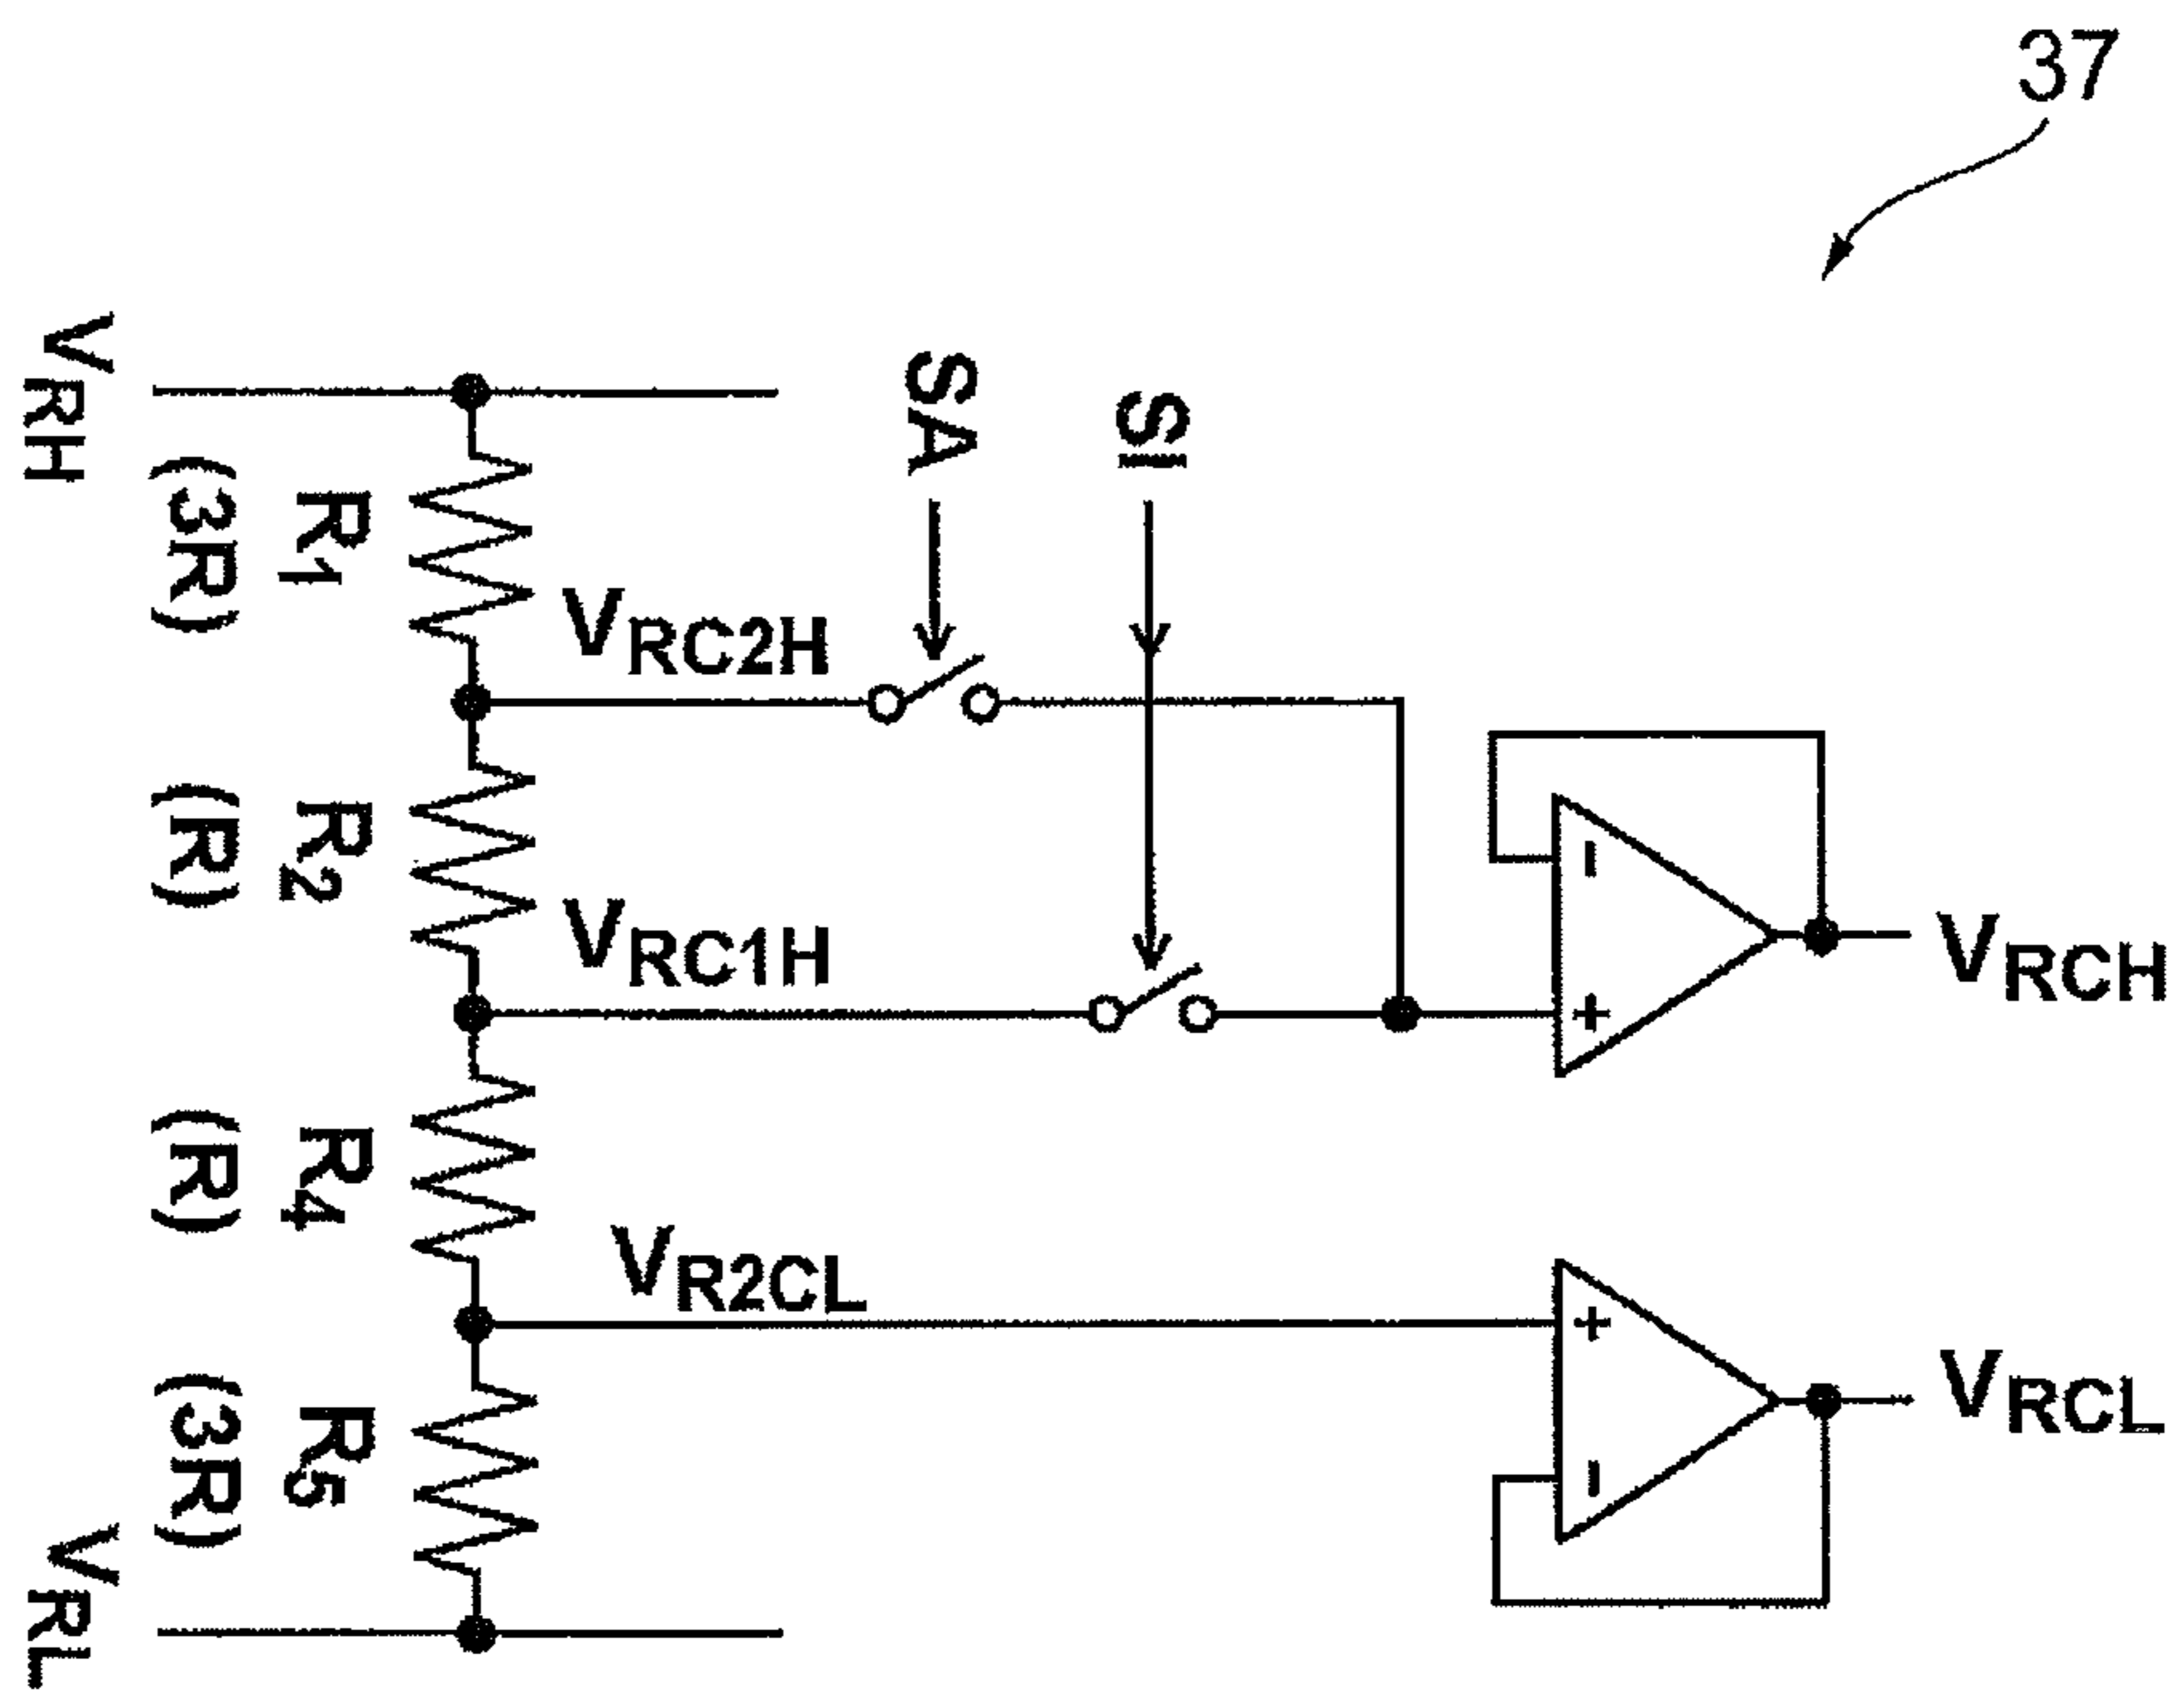 37
VRH
SA
SI
R1
(3R)
VRC2H
R2
(R)
VRC1H
−
+
VRCH
R4
(R)
VR2CL
+
−
VRCL
R5
(3R)
VRL